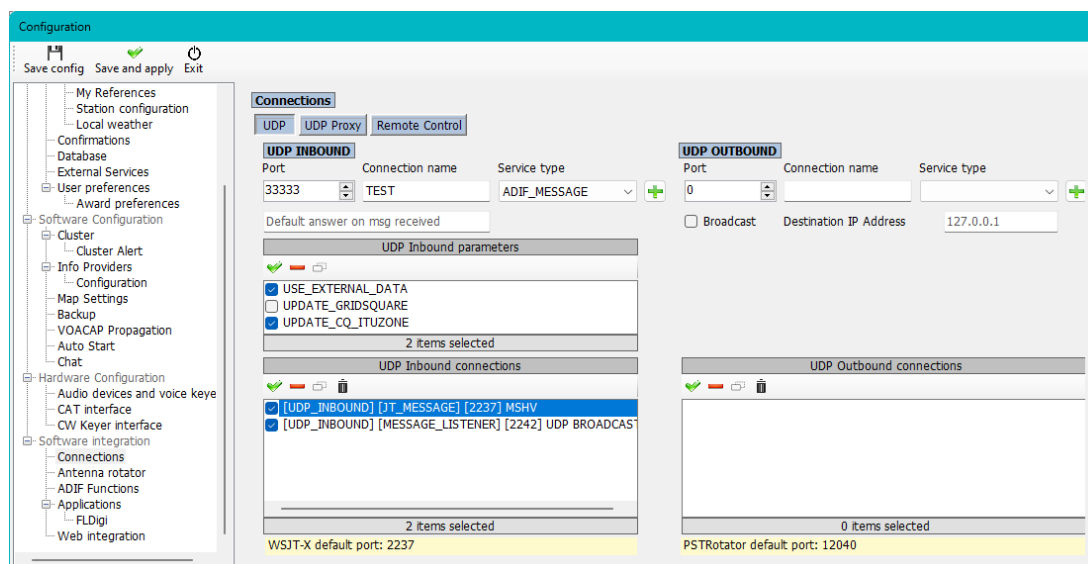 Configuration
Save config Save and apply Exit
My References
Station configuration
Local weather
Confirmations
Database
External Services
User preferences
Award preferences
Software Configuration
Cluster
Cluster Alert
Info Providers
Configuration
Map Settings
Backup
VOACAP Propagation
Auto Start
Chat
Hardware Configuration
Audio devices and voice keye
CAT interface
CW Keyer interface
Software integration
Connections
Antenna rotator
ADIF Functions
Applications
FLDigi
Web integration
Connections
UDP UDP Proxy Remote Control
UDP INBOUND
Port Connection name Service type
33333 TEST ADIF_MESSAGE
Default answer on msg received
UDP Inbound parameters
USE_EXTERNAL_DATA
UPDATE_GRIDSQUARE
UPDATE_CQ_ITUZONE
2 items selected
UDP Inbound connections
[UDP_INBOUND] [JT_MESSAGE] [2237] MSHV
[UDP_INBOUND] [MESSAGE_LISTENER] [2242] UDP BROADCAST
2 items selected
WSJT-X default port: 2237
UDP OUTBOUND
Port Connection name Service type
0
Broadcast Destination IP Address 127.0.0.1
UDP Outbound connections
0 items selected
PSTRotator default port: 12040